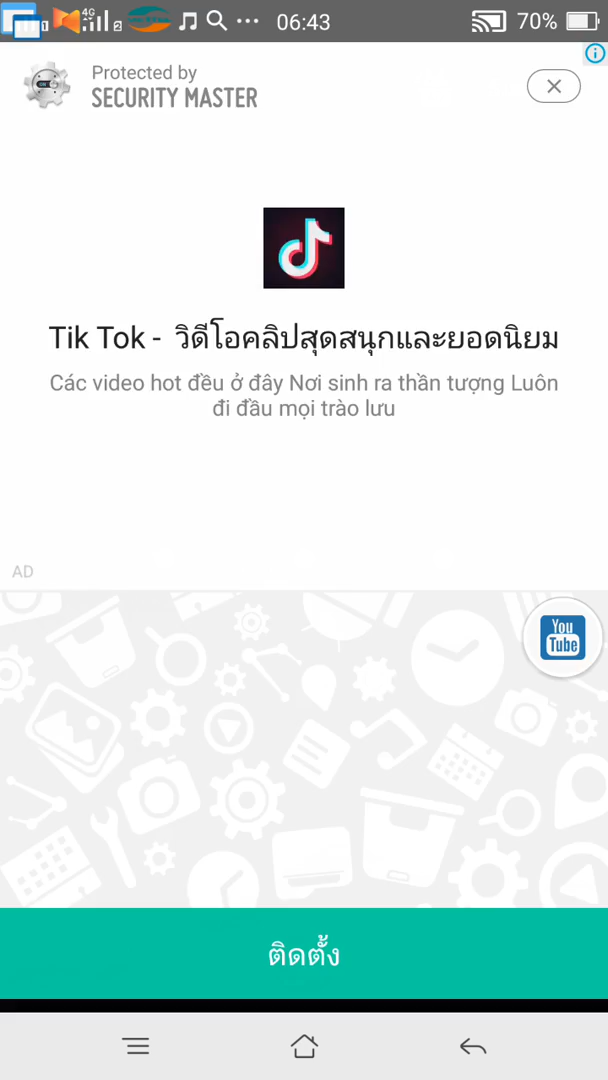 4G
06:43
70%
Protected by
SECURITY MASTER
Tik Tok - วิดีโอคลิปสุดสนุกและยอดนิยม
Các video hot đều ở đây Nơi sinh ra thần tượng Luôn
đi đầu mọi trào lưu
AD
You
Tube
ติดตั้ง